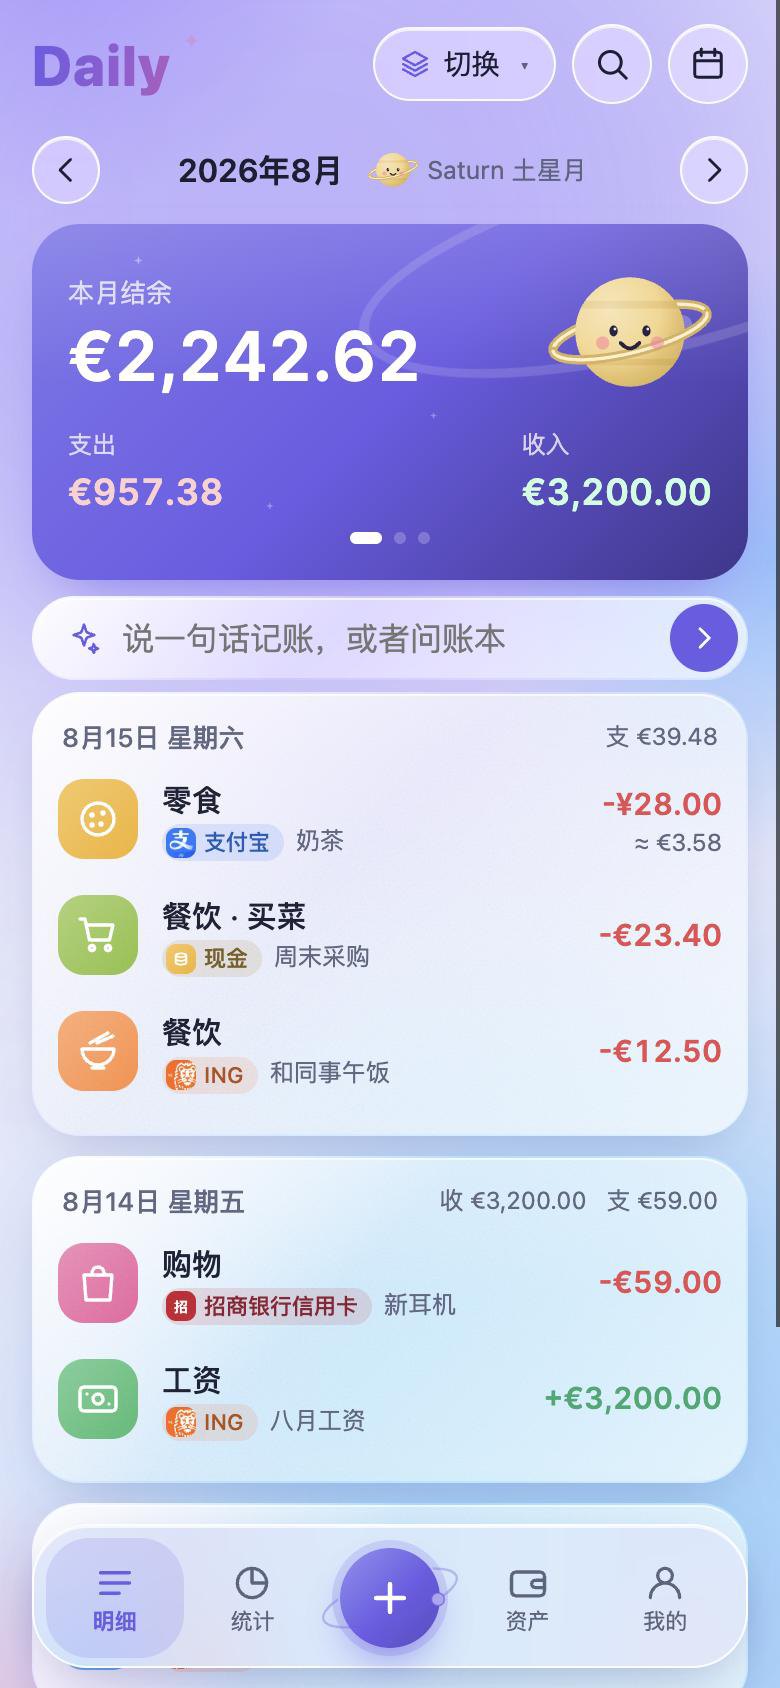 Daily
切换 ▾
2026年8月 Saturn 土星月
本月结余
€2,242.62
支出 收入
€957.38 €3,200.00
说一句话记账，或者问账本
8月15日 星期六 支 €39.48
零食 -¥28.00
支 支付宝 奶茶 ≈ €3.58
餐饮 · 买菜 -€23.40
现金 周末采购
餐饮 -€12.50
ING 和同事午饭
8月14日 星期五 收 €3,200.00 支 €59.00
购物 -€59.00
招 招商银行信用卡 新耳机
工资 +€3,200.00
ING 八月工资
明细 统计 资产 我的